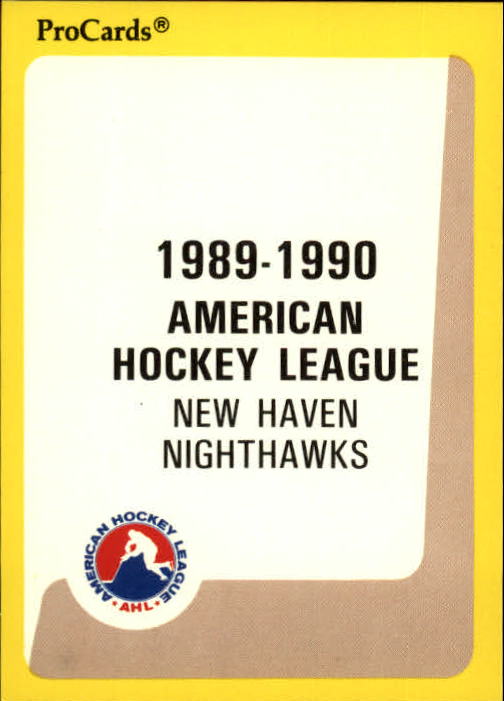 ProCards®
1989-1990
AMERICAN
HOCKEY LEAGUE
NEW HAVEN
NIGHTHAWKS
AMERICAN HOCKEY LEAGUE
AHL